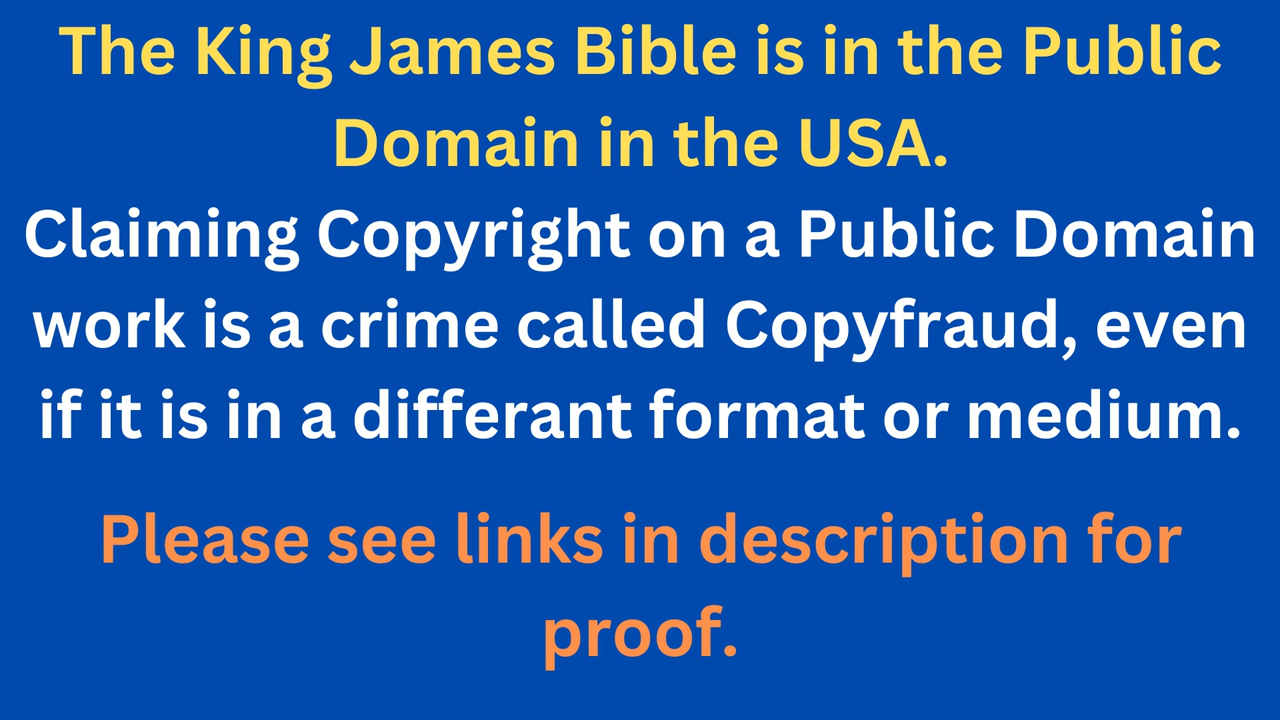 The King James Bible is in the Public
Domain in the USA.
Claiming Copyright on a Public Domain
work is a crime called Copyfraud, even
if it is in a differant format or medium.
Please see links in description for
proof.